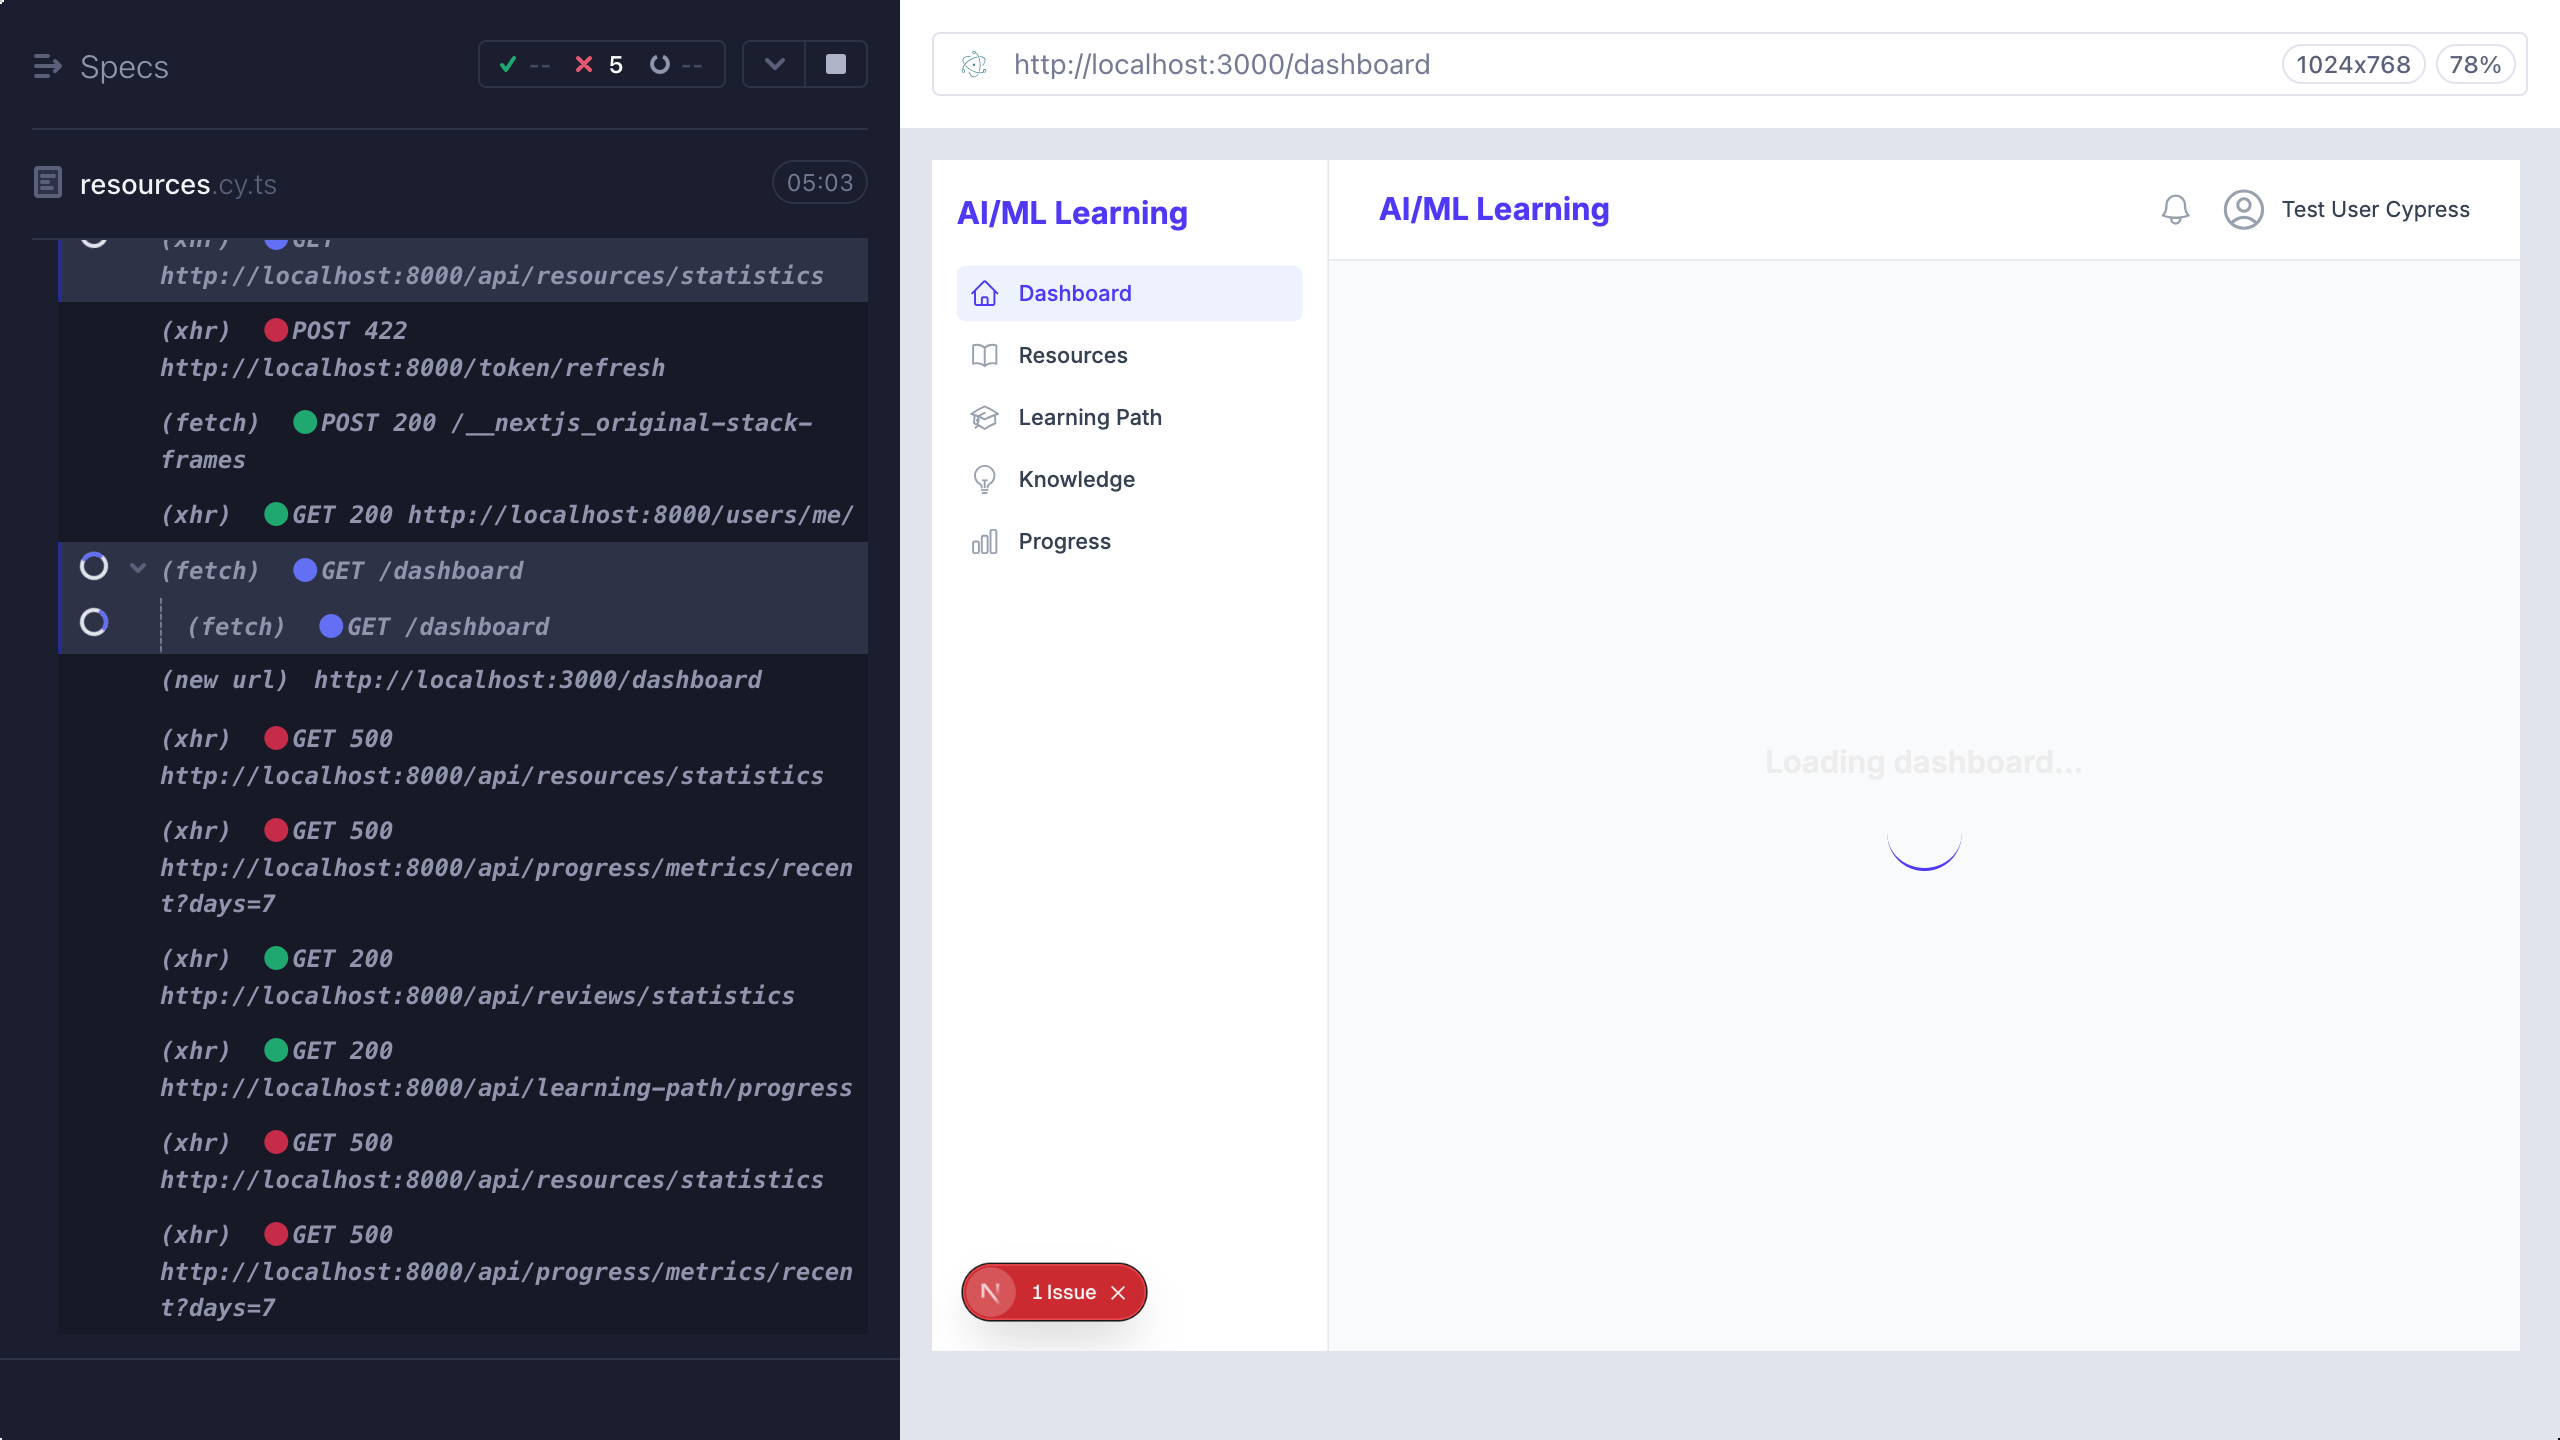 Specs
-- 5 --
resources.cy.ts 05:03
(xhr) GET
http://localhost:8000/api/resources/statistics
(xhr) POST 422
http://localhost:8000/token/refresh
(fetch) POST 200 /__nextjs_original-stack-
frames
(xhr) GET 200 http://localhost:8000/users/me/
(fetch) GET /dashboard
(fetch) GET /dashboard
(new url) http://localhost:3000/dashboard
(xhr) GET 500
http://localhost:8000/api/resources/statistics
(xhr) GET 500
http://localhost:8000/api/progress/metrics/recen
t?days=7
(xhr) GET 200
http://localhost:8000/api/reviews/statistics
(xhr) GET 200
http://localhost:8000/api/learning-path/progress
(xhr) GET 500
http://localhost:8000/api/resources/statistics
(xhr) GET 500
http://localhost:8000/api/progress/metrics/recen
t?days=7
http://localhost:3000/dashboard 1024x768 78%
AI/ML Learning
Dashboard
Resources
Learning Path
Knowledge
Progress
N 1 Issue
AI/ML Learning Test User Cypress
Loading dashboard...